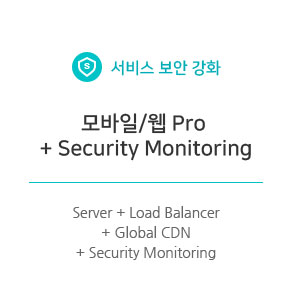 서비스 보안 강화
모바일/웹 Pro
+ Security Monitoring
Server + Load Balancer
+ Global CDN
+ Security Monitoring